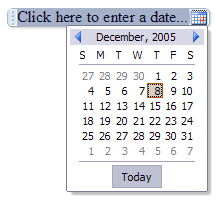 Click here to enter a date...
December, 2005
S M T W T F S
27 28 29 30 1 2 3
4 5 6 7 8 9 10
11 12 13 14 15 16 17
18 19 20 21 22 23 24
25 26 27 28 29 30 31
1 2 3 4 5 6 7
Today